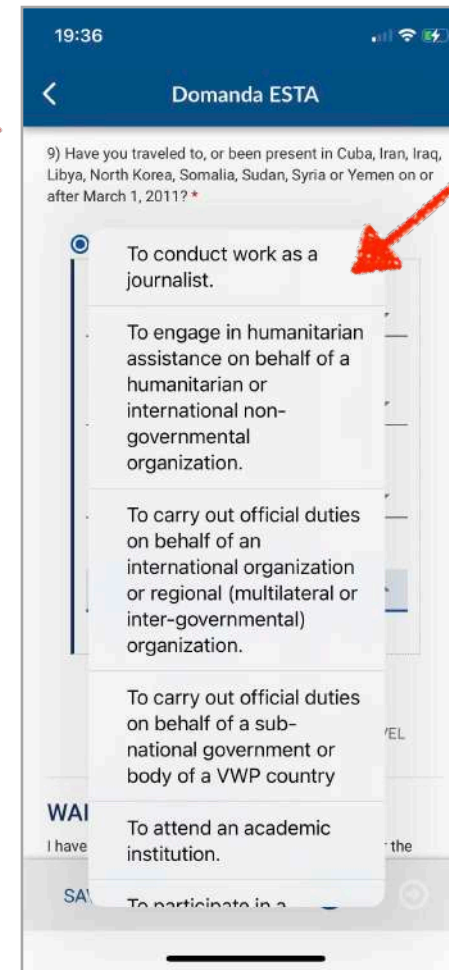 19:36
Domanda ESTA
9) Have you traveled to, or been present in Cuba, Iran, Iraq,
Libya, North Korea, Somalia, Sudan, Syria or Yemen on or
after March 1, 2011? *
To conduct work as a
journalist.
To engage in humanitarian
assistance on behalf of a
humanitarian or
international non-
governmental
organization.
To carry out official duties
on behalf of an
international organization
or regional (multilateral or
inter-governmental)
organization.
To carry out official duties
on behalf of a sub-
national government or
body of a VWP country
To attend an academic
institution.
I have the
To participate in a